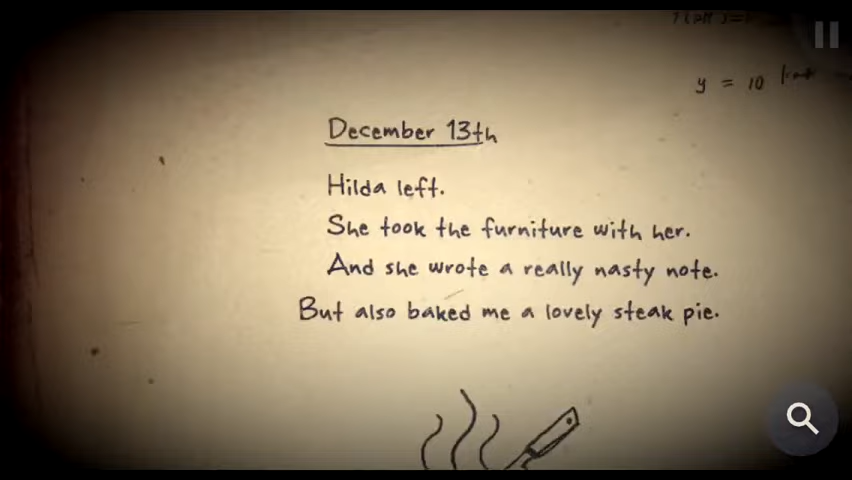 y = 10
December 13th
Hilda left.
She took the furniture with her.
And she wrote a really nasty note.
But also baked me a lovely steak pie.